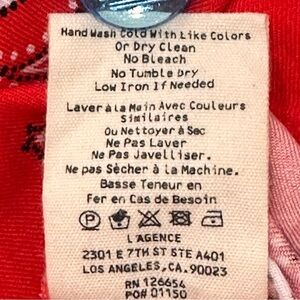 Hand Wash Cold With Like Colors
Or Dry Clean
No Bleach
No Tumble Dry
Low Iron If Needed
Laver à la Main Avec Couleurs
Similaires
Ou Nettoyer à Sec
Ne Pas Laver
Ne Pas Javelliser.
Ne pas Sècher à la Machine.
Basse Teneur en
Fer en Cas de Besoin
P
L'AGENCE
2301 E 7TH ST STE A401
LOS ANGELES, CA. 90023
RN 126654
PO# 01150